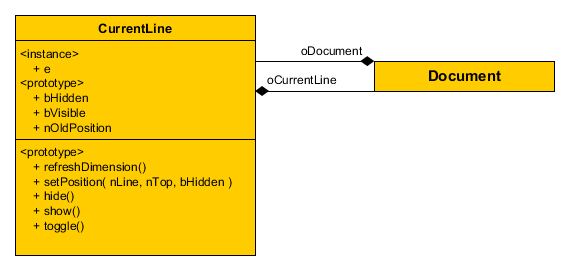 CurrentLine
<instance>
+ e
<prototype>
+ bHidden
+ bVisible
+ nOldPosition
<prototype>
+ refreshDimension()
+ setPosition( nLine, nTop, bHidden )
+ hide()
+ show()
+ toggle()
oDocument
oCurrentLine
Document